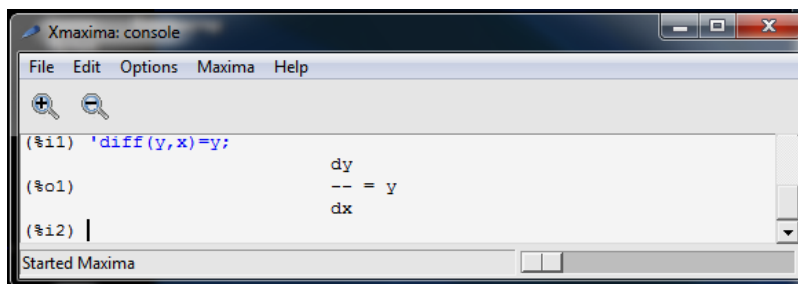 Xmaxima: console
File Edit Options Maxima Help
(%i1) 'diff(y,x)=y;
dy
(%o1) -- = y
dx
(%i2)
Started Maxima